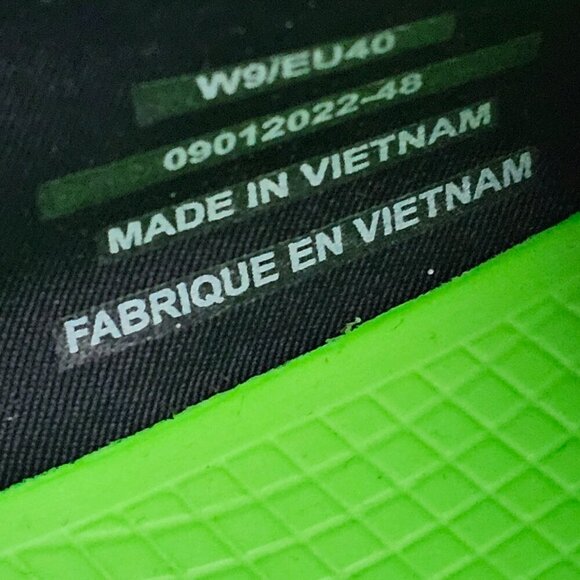 W9/EU40
09012022-48
MADE IN VIETNAM
FABRIQUE EN VIETNAM